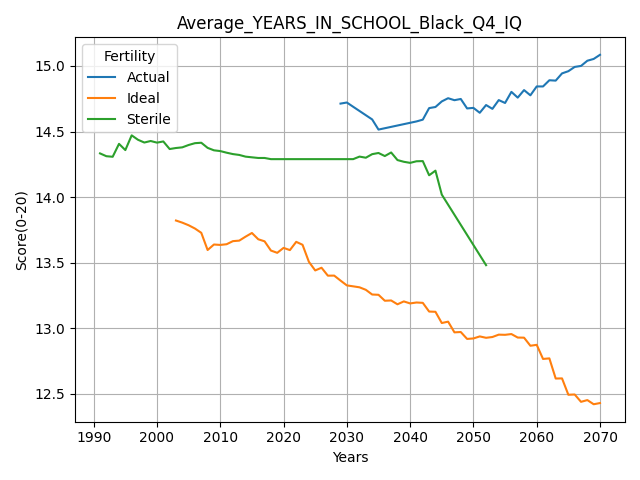 Average_YEARS_IN_SCHOOL_Black_Q4_IQ
Fertility
Actual
Ideal
Sterile
Score(0-20)
15.0
14.5
14.0
13.5
13.0
12.5
1990 2000 2010 2020 2030 2040 2050 2060 2070
Years